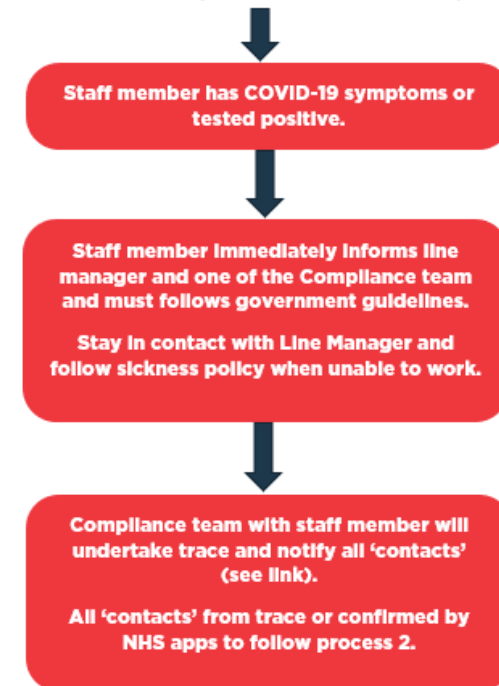 Staff member has COVID-19 symptoms or
tested positive.
Staff member immediately informs line
manager and one of the Compliance team
and must follows government guidelines.
Stay in contact with Line Manager and
follow sickness policy when unable to work.
Compliance team with staff member will
undertake trace and notify all ‘contacts’
(see link).
All ‘contacts’ from trace or confirmed by
NHS apps to follow process 2.